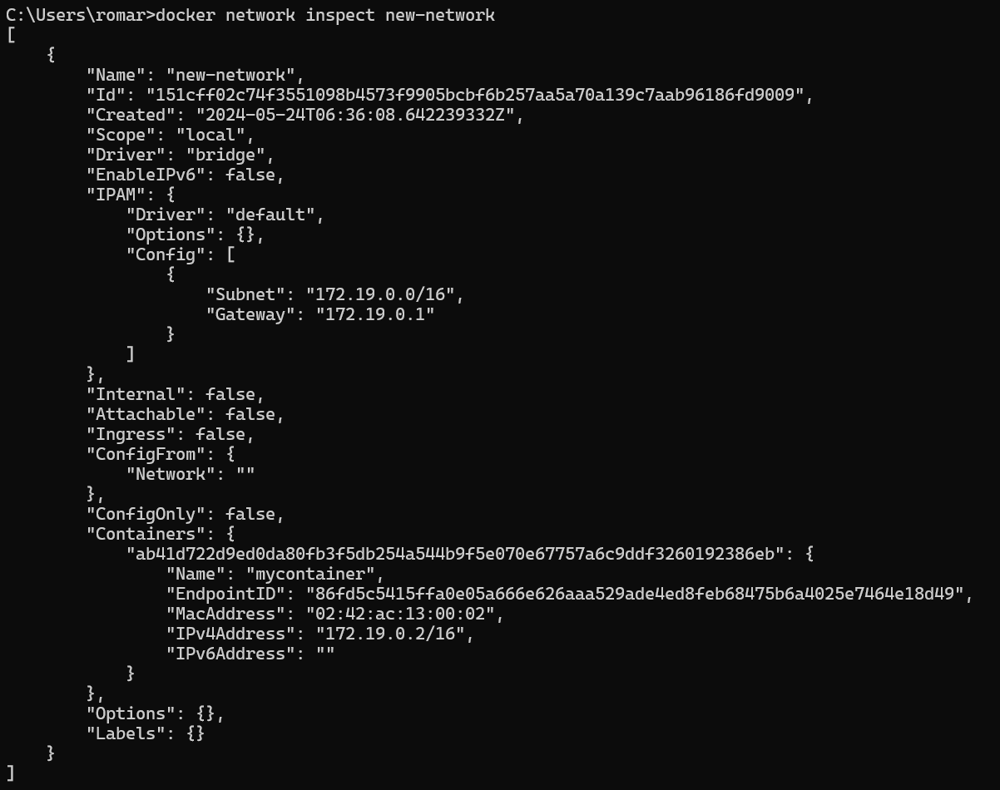 C:\Users\romar>docker network inspect new-network
[
    {
        "Name": "new-network",
        "Id": "151cff02c74f3551098b4573f9905bcbf6b257aa5a70a139c7aab96186fd9009",
        "Created": "2024-05-24T06:36:08.642239332Z",
        "Scope": "local",
        "Driver": "bridge",
        "EnableIPv6": false,
        "IPAM": {
            "Driver": "default",
            "Options": {},
            "Config": [
                {
                    "Subnet": "172.19.0.0/16",
                    "Gateway": "172.19.0.1"
                }
            ]
        },
        "Internal": false,
        "Attachable": false,
        "Ingress": false,
        "ConfigFrom": {
            "Network": ""
        },
        "ConfigOnly": false,
        "Containers": {
            "ab41d722d9ed0da80fb3f5db254a544b9f5e070e67757a6c9ddf3260192386eb": {
                "Name": "mycontainer",
                "EndpointID": "86fd5c5415ffa0e05a666e626aaa529ade4ed8feb68475b6a4025e7464e18d49",
                "MacAddress": "02:42:ac:13:00:02",
                "IPv4Address": "172.19.0.2/16",
                "IPv6Address": ""
            }
        },
        "Options": {},
        "Labels": {}
    }
]